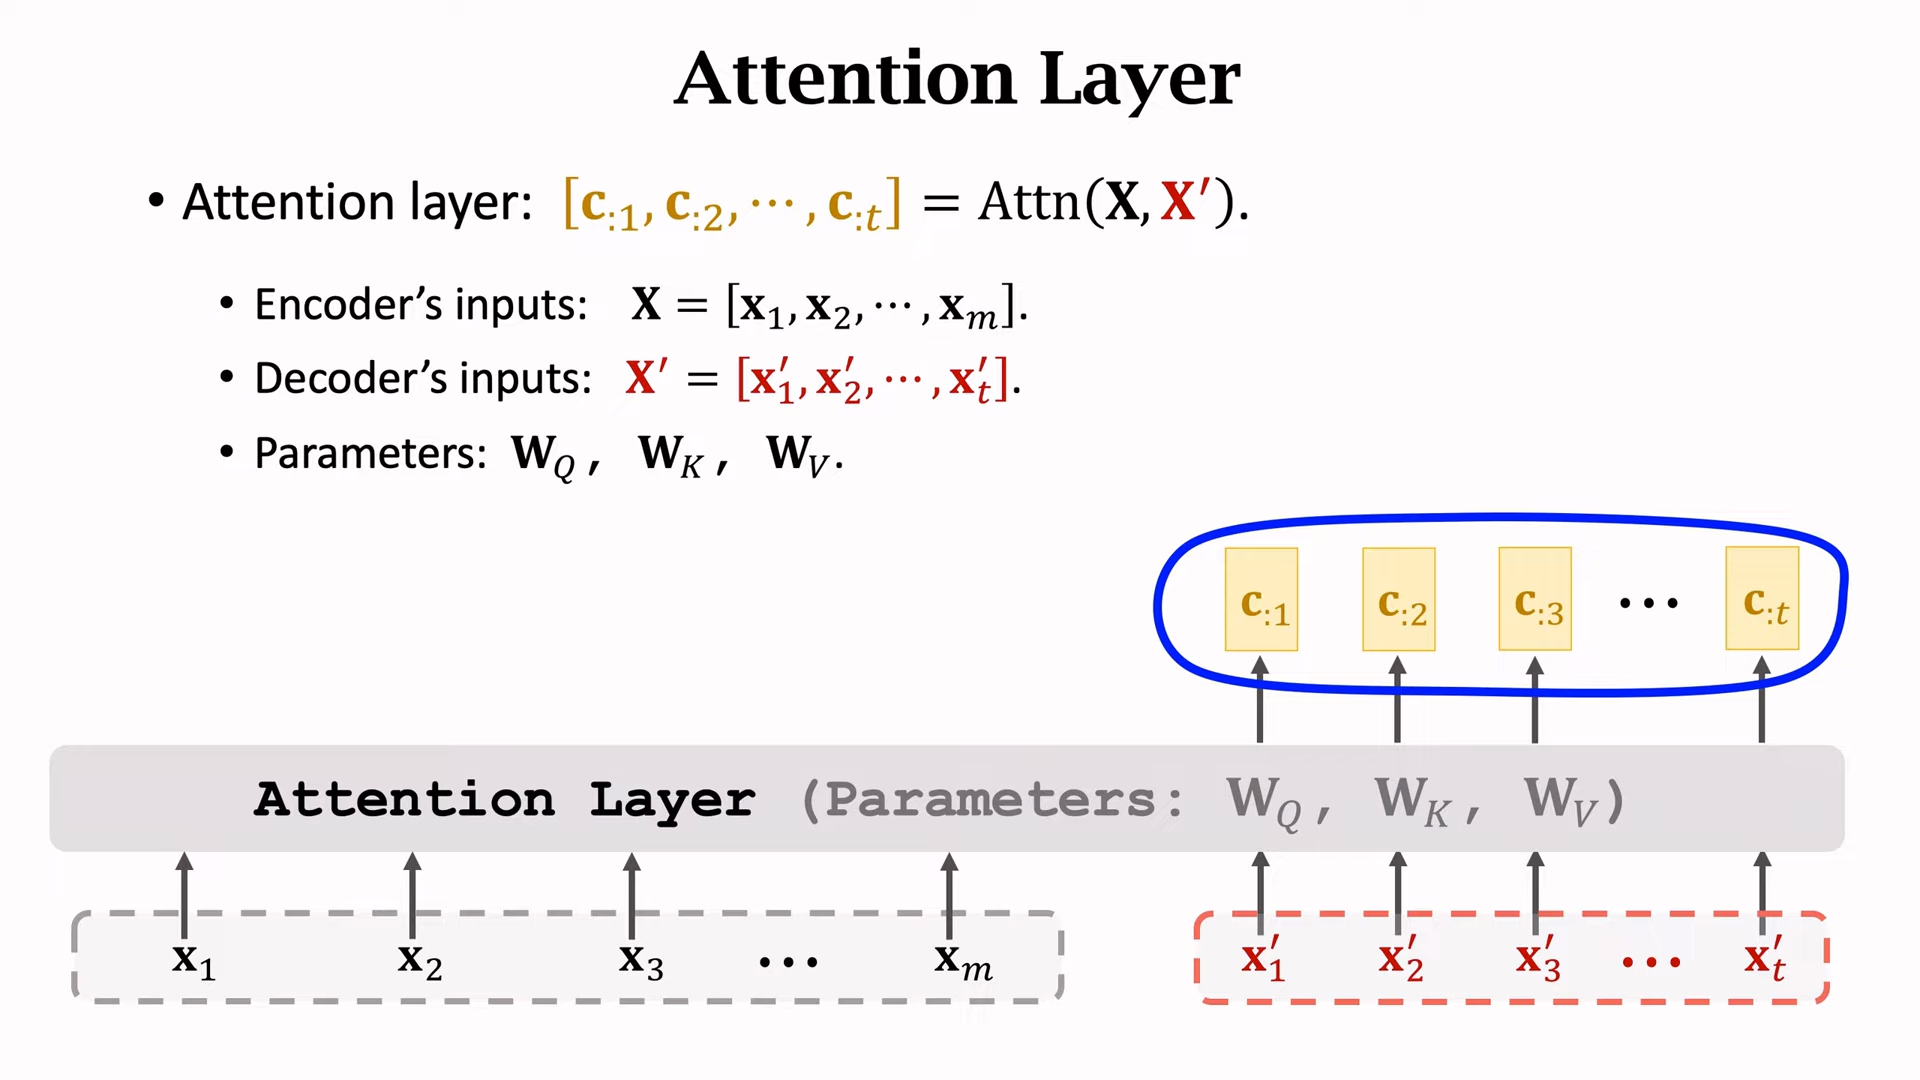 Attention Layer
• Attention layer: [c:1, c:2, ⋯, c:t] = Attn(X, X′).
• Encoder’s inputs: X = [x1, x2, ⋯, xm].
• Decoder’s inputs: X′ = [x′1, x′2, ⋯, x′t].
• Parameters: WQ, WK, WV.
c:1 c:2 c:3 ⋯ c:t
Attention Layer (Parameters: WQ, WK, WV)
x1 x2 x3 ⋯ xm x′1 x′2 x′3 ⋯ x′t